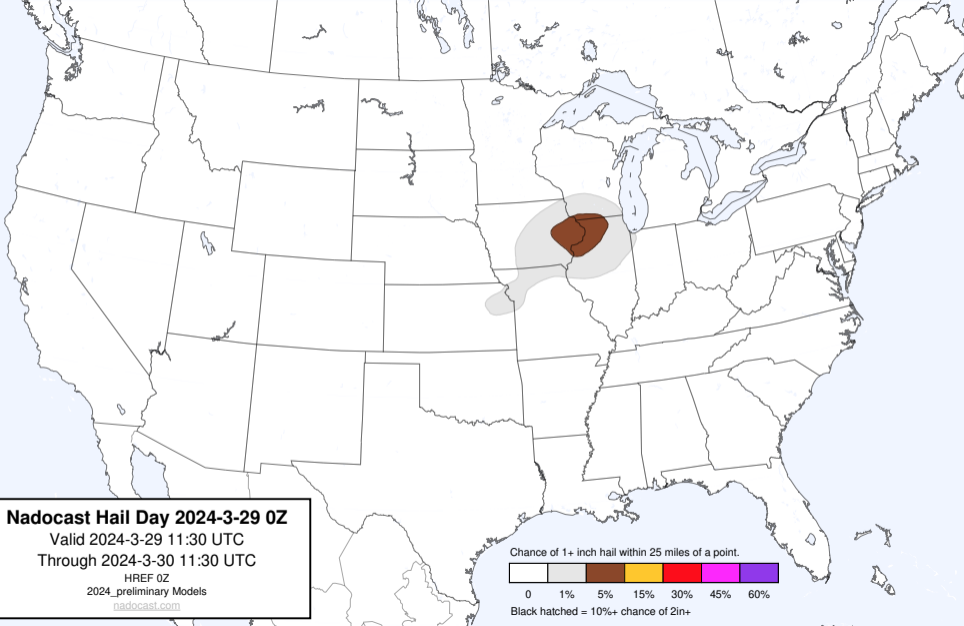 Nadocast Hail Day 2024-3-29 0Z
Valid 2024-3-29 11:30 UTC
Through 2024-3-30 11:30 UTC
HREF 0Z
2024_preliminary Models
nadocast.com
Chance of 1+ inch hail within 25 miles of a point.
0 1% 5% 15% 30% 45% 60%
Black hatched = 10%+ chance of 2in+